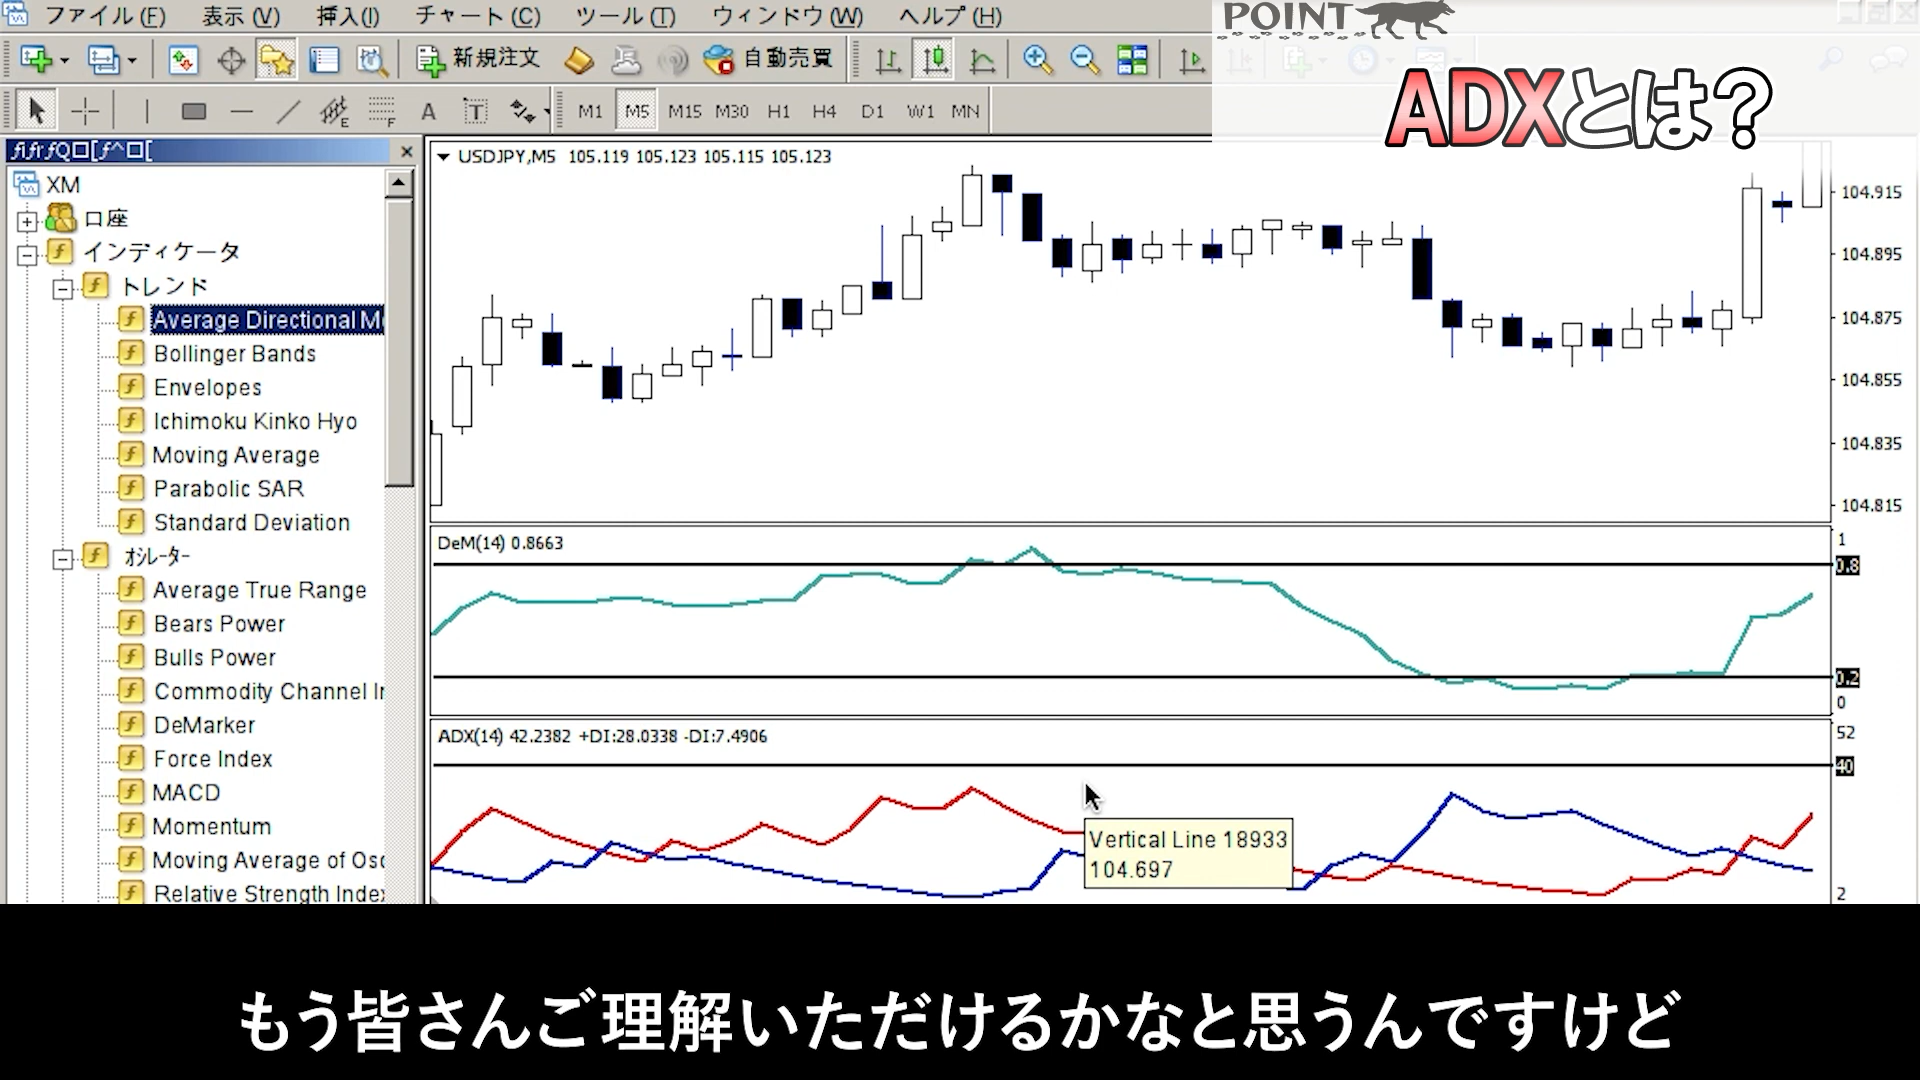 ファイル (F) 表示 (V) 挿入(I) チャート (C) ツール (T) ウィンドウ (W) ヘルプ (H)
POINT
新規注文 自動売買
ADXとは?
M1 M5 M15 M30 H1 H4 D1 W1 MN
XM
口座
インディケータ
トレンド
Average Directional M
Bollinger Bands
Envelopes
Ichimoku Kinko Hyo
Moving Average
Parabolic SAR
Standard Deviation
オシレーター
Average True Range
Bears Power
Bulls Power
Commodity Channel I
DeMarker
Force Index
MACD
Momentum
Moving Average of Osc
Relative Strength Index
USDJPY,M5 105.119 105.123 105.115 105.123
104.915
104.895
104.875
104.855
104.835
104.815
DeM(14) 0.8663
1
0.8
0.2
0
ADX(14) 42.2382 +DI:28.0338 -DI:7.4906
52
40
2
Vertical Line 18933
104.697
もう皆さんご理解いただけるかなと思うんですけど